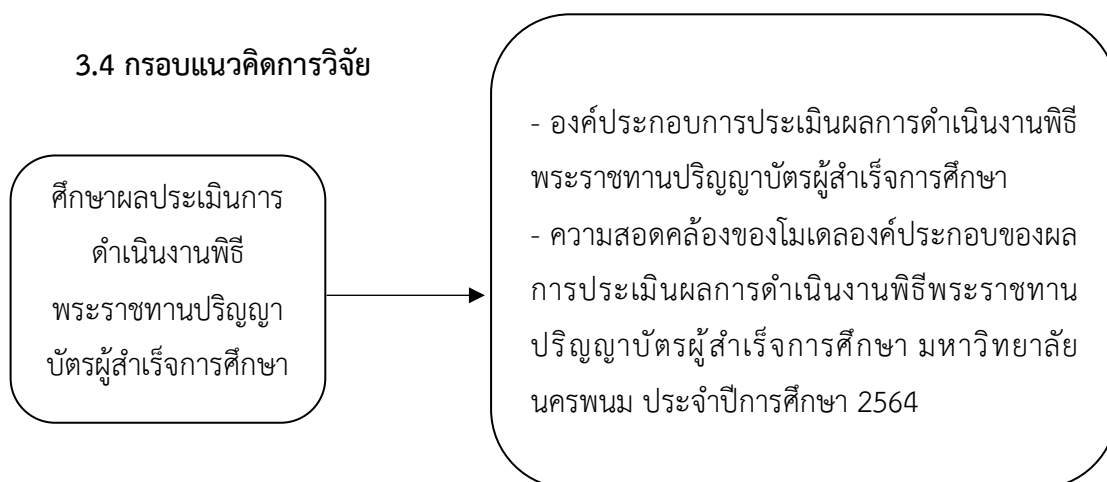 3.4 กรอบแนวคิดการวิจัย
ศึกษาผลประเมินการ
ดำเนินงานพิธี
พระราชทานปริญญา
บัตรผู้สำเร็จการศึกษา
- องค์ประกอบการประเมินผลการดำเนินงานพิธี
พระราชทานปริญญาบัตรผู้สำเร็จการศึกษา
- ความสอดคล้องของโมเดลองค์ประกอบของผล
การประเมินผลการดำเนินงานพิธีพระราชทาน
ปริญญาบัตรผู้สำเร็จการศึกษา มหาวิทยาลัย
นครพนม ประจำปีการศึกษา 2564